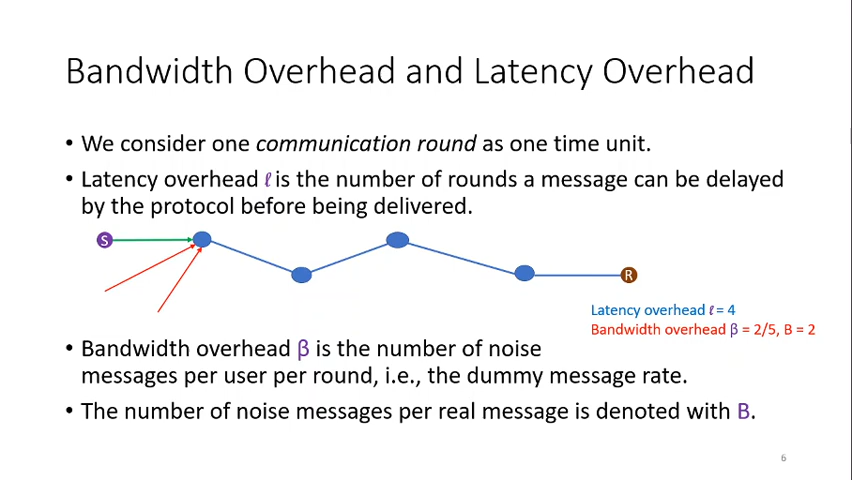 Bandwidth Overhead and Latency Overhead
• We consider one communication round as one time unit.
• Latency overhead ℓ is the number of rounds a message can be delayed
by the protocol before being delivered.
S
R
Latency overhead ℓ = 4
Bandwidth overhead β = 2/5, B = 2
• Bandwidth overhead β is the number of noise
messages per user per round, i.e., the dummy message rate.
• The number of noise messages per real message is denoted with B.
6